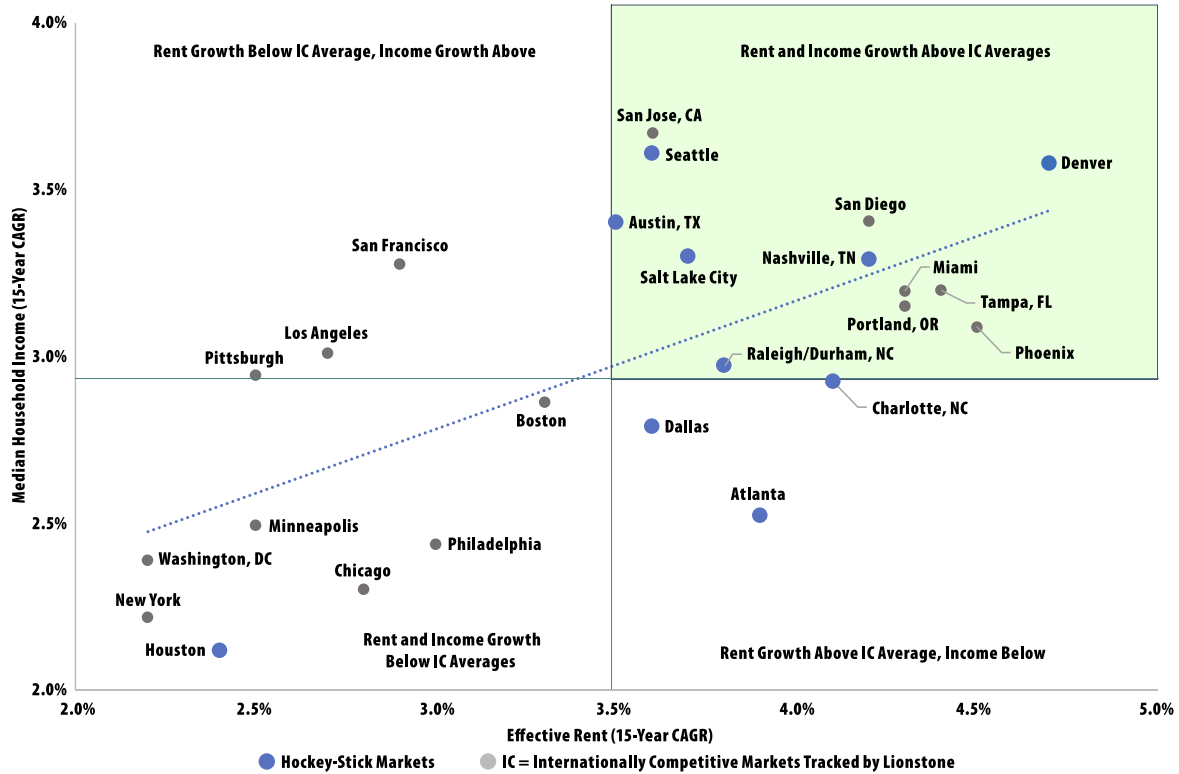 4.0%
Rent Growth Below IC Average, Income Growth Above
Rent and Income Growth Above IC Averages
San Jose, CA
Seattle
Denver
3.5%
San Diego
Austin, TX
San Francisco
Nashville, TN
Miami
Salt Lake City
Tampa, FL
Los Angeles
Portland, OR
Pittsburgh
3.0%
Raleigh/Durham, NC
Phoenix
Charlotte, NC
Boston
Dallas
Atlanta
2.5%
Minneapolis
Philadelphia
Washington, DC
Chicago
New York
Houston
Rent and Income Growth
Below IC Averages
Rent Growth Above IC Average, Income Below
2.0%
Median Household Income (15-Year CAGR)
2.0%
2.5%
3.0%
3.5%
4.0%
4.5%
5.0%
Effective Rent (15-Year CAGR)
Hockey-Stick Markets
IC = Internationally Competitive Markets Tracked by Lionstone